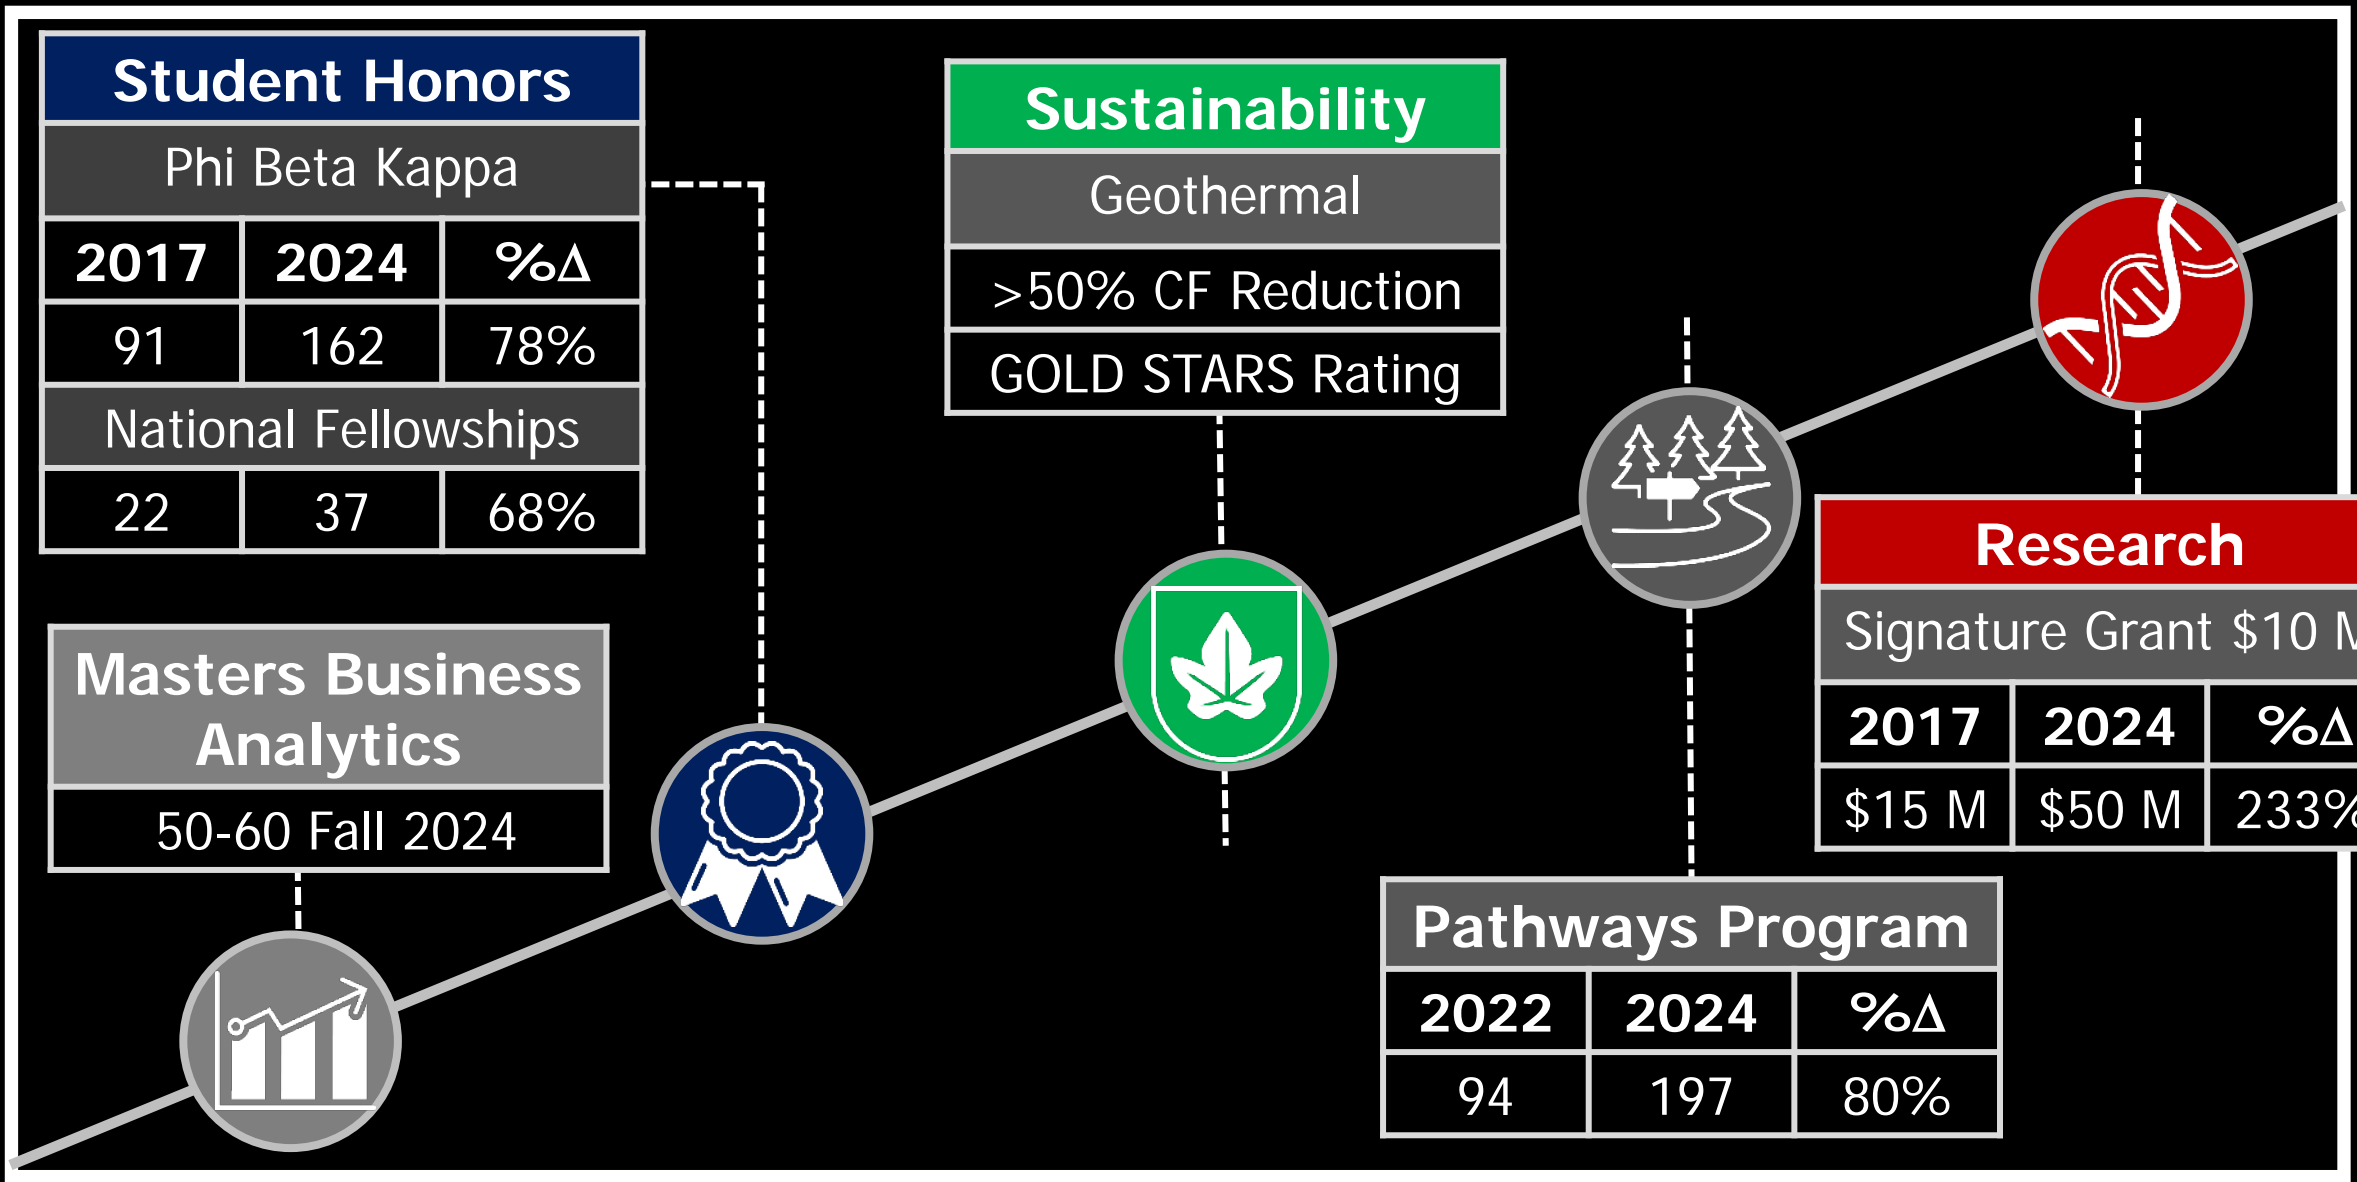 Student Honors
Phi Beta Kappa
2017 2024 %Δ
91 162 78%
National Fellowships
22 37 68%
Masters Business
Analytics
50-60 Fall 2024
Sustainability
Geothermal
>50% CF Reduction
GOLD STARS Rating
Pathways Program
2022 2024 %Δ
94 197 80%
Research
Signature Grant $10 M
2017 2024 %Δ
$15 M $50 M 233%